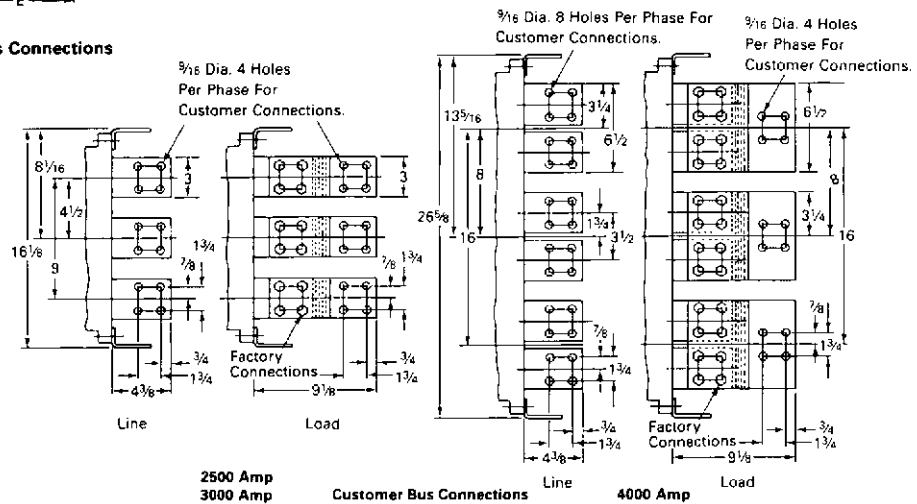 s Connections
9/16 Dia. 4 Holes
Per Phase For
Customer Connections.
8 1/16
4 1/2
16 1/8
9
3
1 3/4
7/8
3/4
1 3/4
4 3/8
Line
3
1 3/4
7/8
Factory
Connections
3/4
1 3/4
9 1/8
Load
2500 Amp
3000 Amp
9/16 Dia. 8 Holes Per Phase For
Customer Connections.
13 5/16
8
26 5/8
16
3 1/4
6 1/2
1 3/4
3 1/2
7/8
1 3/4
3/4
1 3/4
4 3/8
Line
9/16 Dia. 4 Holes
Per Phase For
Customer Connections.
6 1/2
8
3 1/4
16
7/8
1 3/4
Factory
Connections
3/4
1 3/4
9 1/8
Load
Customer Bus Connections
4000 Amp